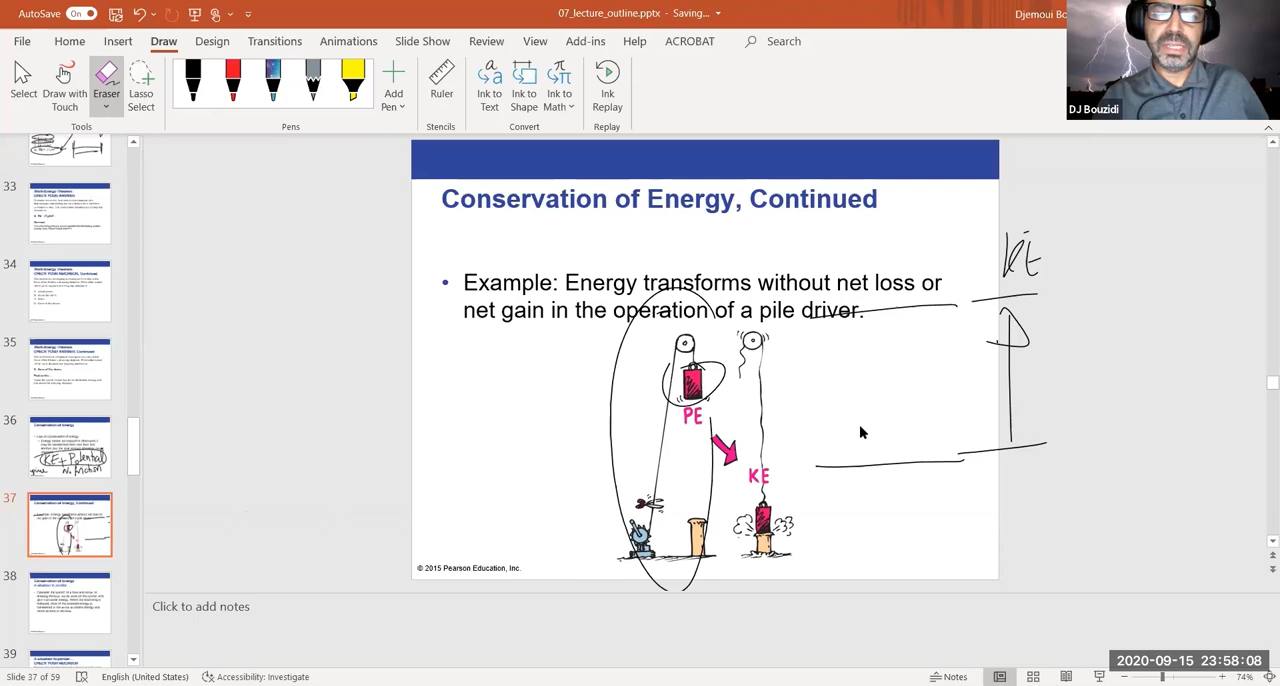 AutoSave On 07_lecture_outline.pptx - Saving... Djemoui Bo
File Home Insert Draw Design Transitions Slide Show Animations Review View Add-ins Help ACROBAT Search
Select Draw with Touch Eraser Lasso Select Add Pen Ruler Ink to Text Ink to Shape Ink to Math Ink Replay
Tools Pens Stencils Convert Replay
DJ Bouzidi
33
34
35
36
37
38
39
Conservation of Energy, Continued
KE
• Example: Energy transforms without net loss or
net gain in the operation of a pile driver.
PE
KE
© 2015 Pearson Education, Inc.
Click to add notes
2020-09-15 23:58:08
Slide 37 of 59 English (United States) Accessibility: Investigate Notes 74%